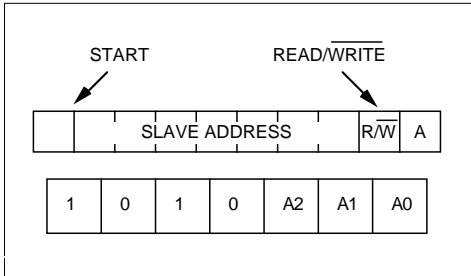 START READ/WRITE
SLAVE ADDRESS R/W A
1 0 1 0 A2 A1 A0